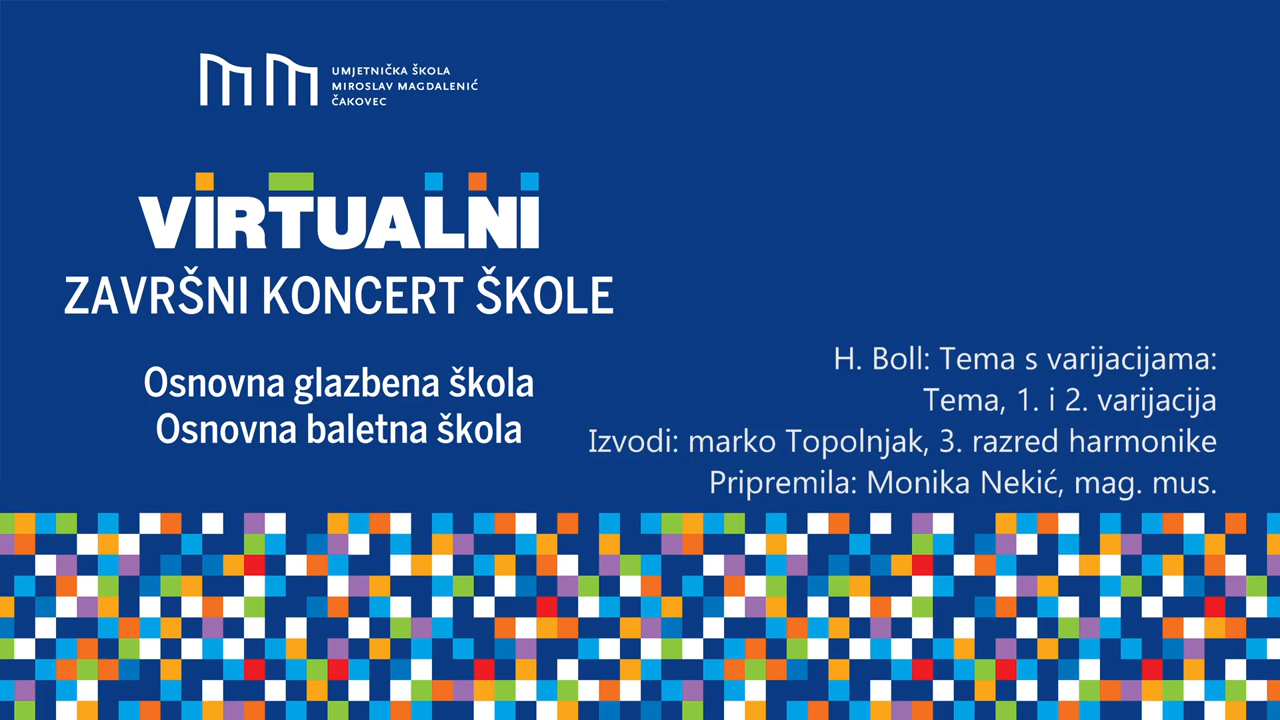 UMJETNIČKA ŠKOLA
MIROSLAV MAGDALENIĆ
ČAKOVEC
VIRTUALNI
ZAVRŠNI KONCERT ŠKOLE
Osnovna glazbena škola
Osnovna baletna škola
H. Boll: Tema s varijacijama:
Tema, 1. i 2. varijacija
Izvodi: marko Topolnjak, 3. razred harmonike
Pripremila: Monika Nekić, mag. mus.